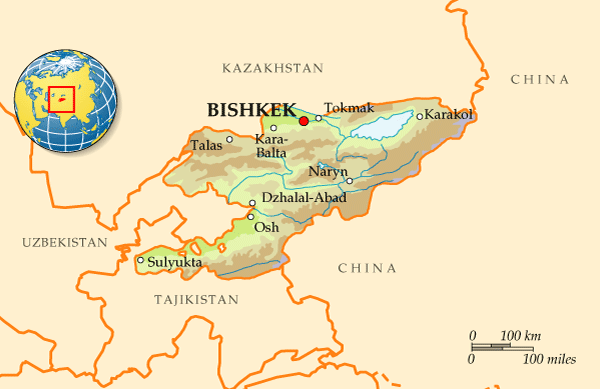 KAZAKHSTAN
CHINA
BISHKEK
Tokmak
Karakol
Kara-
Balta
Talas
Naryn
Dzhalal-Abad
Osh
UZBEKISTAN
Sulyukta
CHINA
TAJIKISTAN
0 100 km
0 100 miles